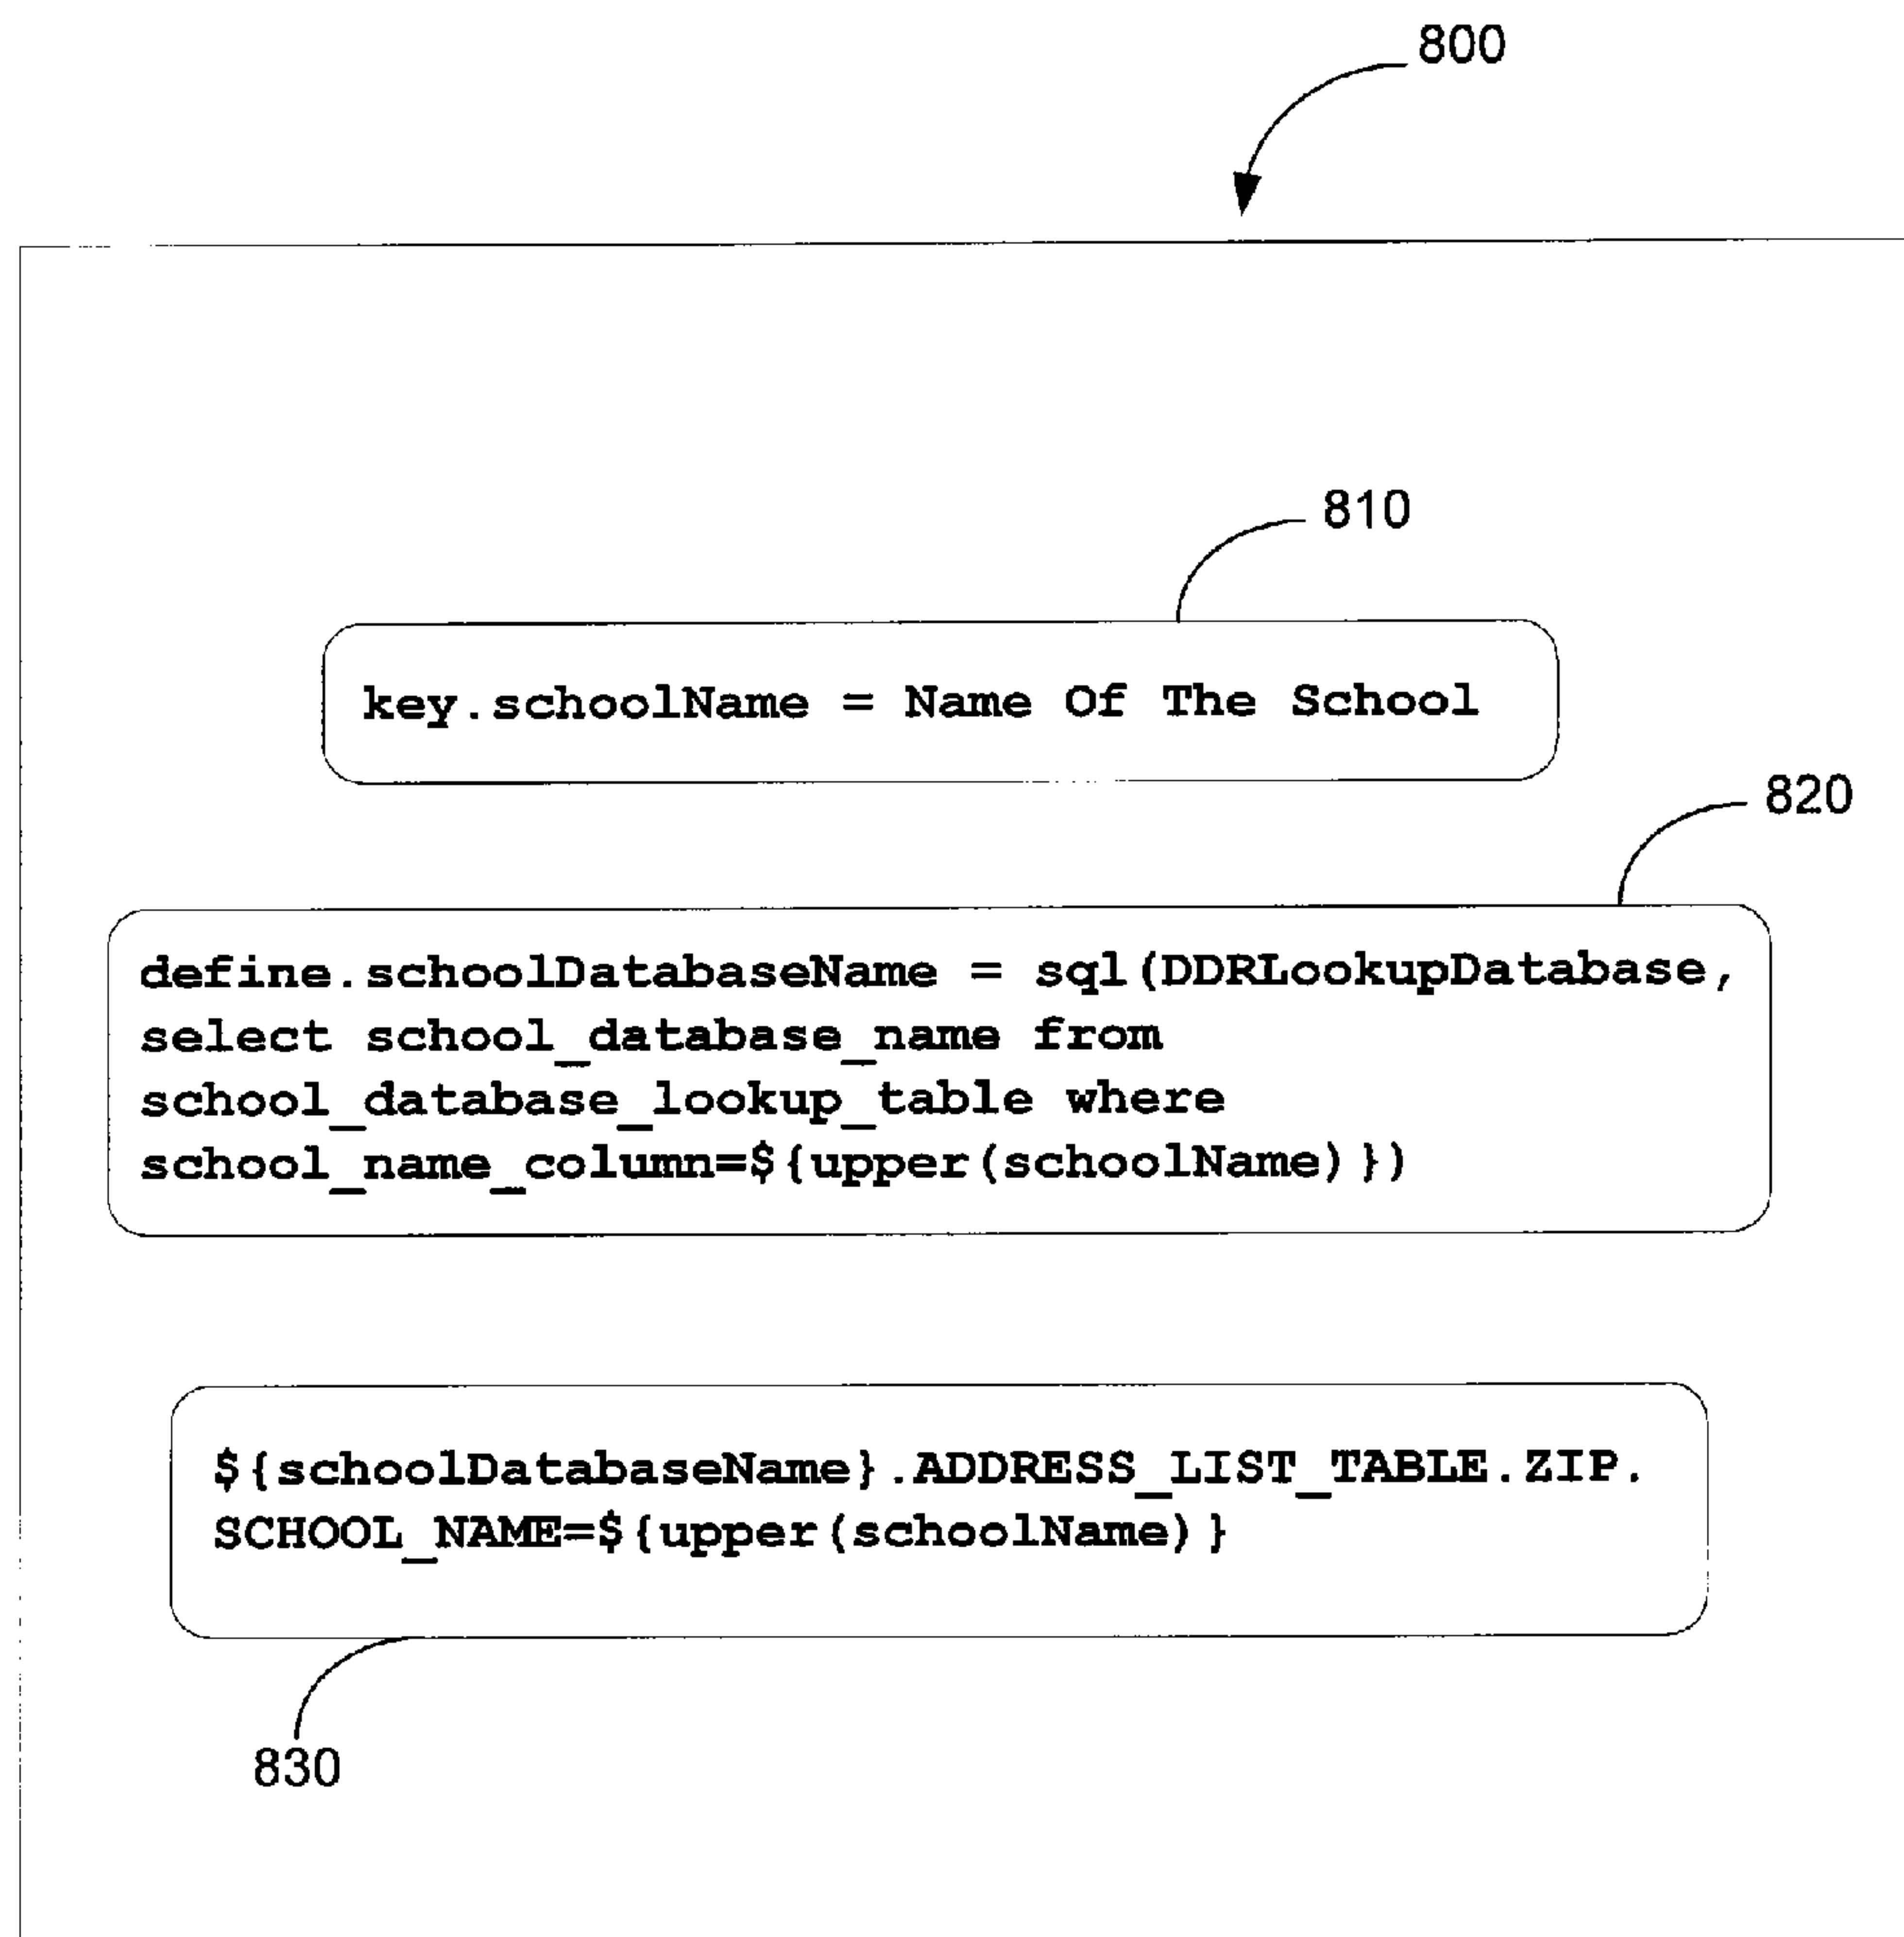 800
810
key.schoolName = Name Of The School
820
define.schoolDatabaseName = sql(DDRLookupDatabase,
select school_database_name from
school_database_lookup_table where
school_name_column=${upper(schoolName)})
${schoolDatabaseName}.ADDRESS_LIST_TABLE.ZIP.
SCHOOL_NAME=${upper(schoolName)}
830